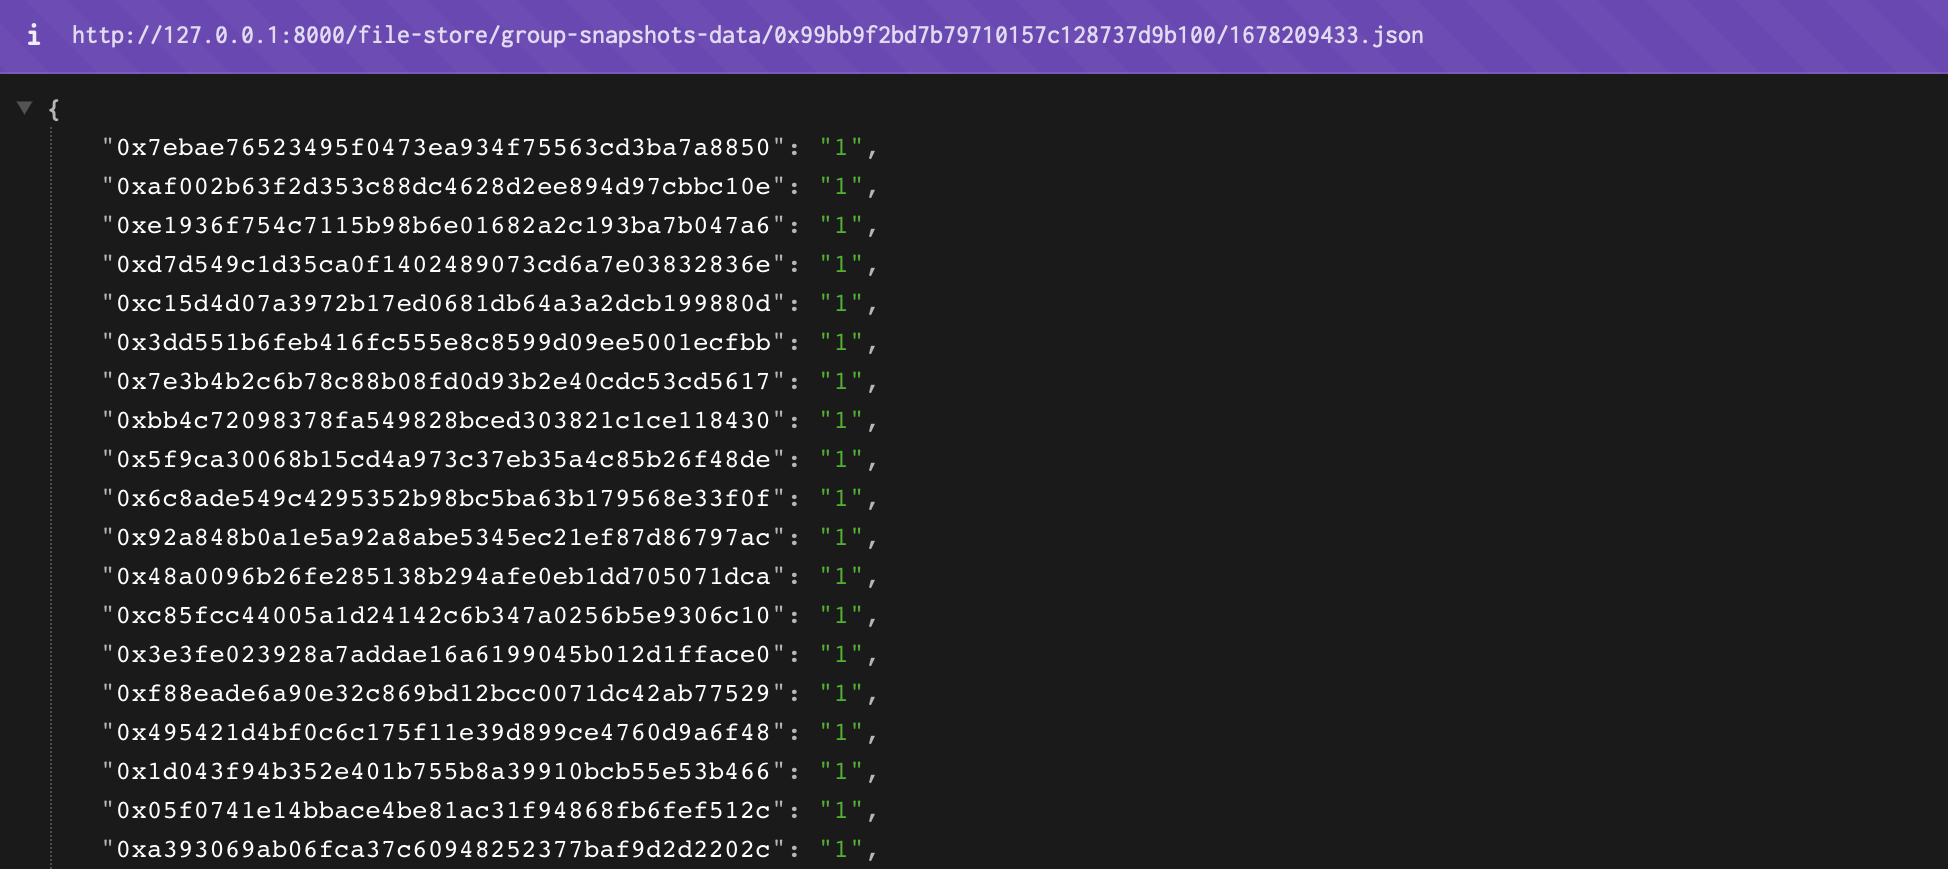 i http://127.0.0.1:8000/file-store/group-snapshots-data/0x99bb9f2bd7b79710157c128737d9b100/1678209433.json
{
"0x7ebae76523495f0473ea934f75563cd3ba7a8850": "1",
"0xaf002b63f2d353c88dc4628d2ee894d97cbbc10e": "1",
"0xe1936f754c7115b98b6e01682a2c193ba7b047a6": "1",
"0xd7d549c1d35ca0f1402489073cd6a7e03832836e": "1",
"0xc15d4d07a3972b17ed0681db64a3a2dcb199880d": "1",
"0x3dd551b6feb416fc555e8c8599d09ee5001ecfbb": "1",
"0x7e3b4b2c6b78c88b08fd0d93b2e40cdc53cd5617": "1",
"0xbb4c72098378fa549828bced303821c1ce118430": "1",
"0x5f9ca30068b15cd4a973c37eb35a4c85b26f48de": "1",
"0x6c8ade549c4295352b98bc5ba63b179568e33f0f": "1",
"0x92a848b0a1e5a92a8abe5345ec21ef87d86797ac": "1",
"0x48a0096b26fe285138b294afe0eb1dd705071dca": "1",
"0xc85fcc44005a1d24142c6b347a0256b5e9306c10": "1",
"0x3e3fe023928a7addae16a6199045b012d1fface0": "1",
"0xf88eade6a90e32c869bd12bcc0071dc42ab77529": "1",
"0x495421d4bf0c6c175f11e39d899ce4760d9a6f48": "1",
"0x1d043f94b352e401b755b8a39910bcb55e53b466": "1",
"0x05f0741e14bbace4be81ac31f94868fb6fef512c": "1",
"0xa393069ab06fca37c60948252377baf9d2d2202c": "1",